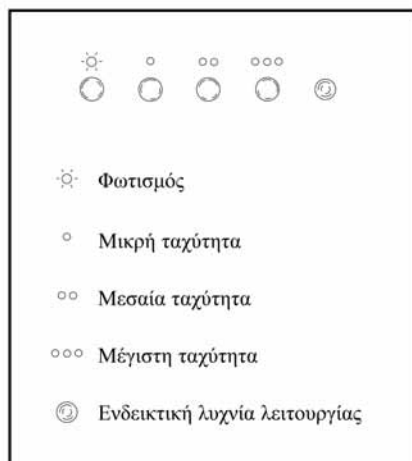 Φωτισμός
Μικρή ταχύτητα
Μεσαία ταχύτητα
Μέγιστη ταχύτητα
Ενδεικτική λυχνία λειτουργίας